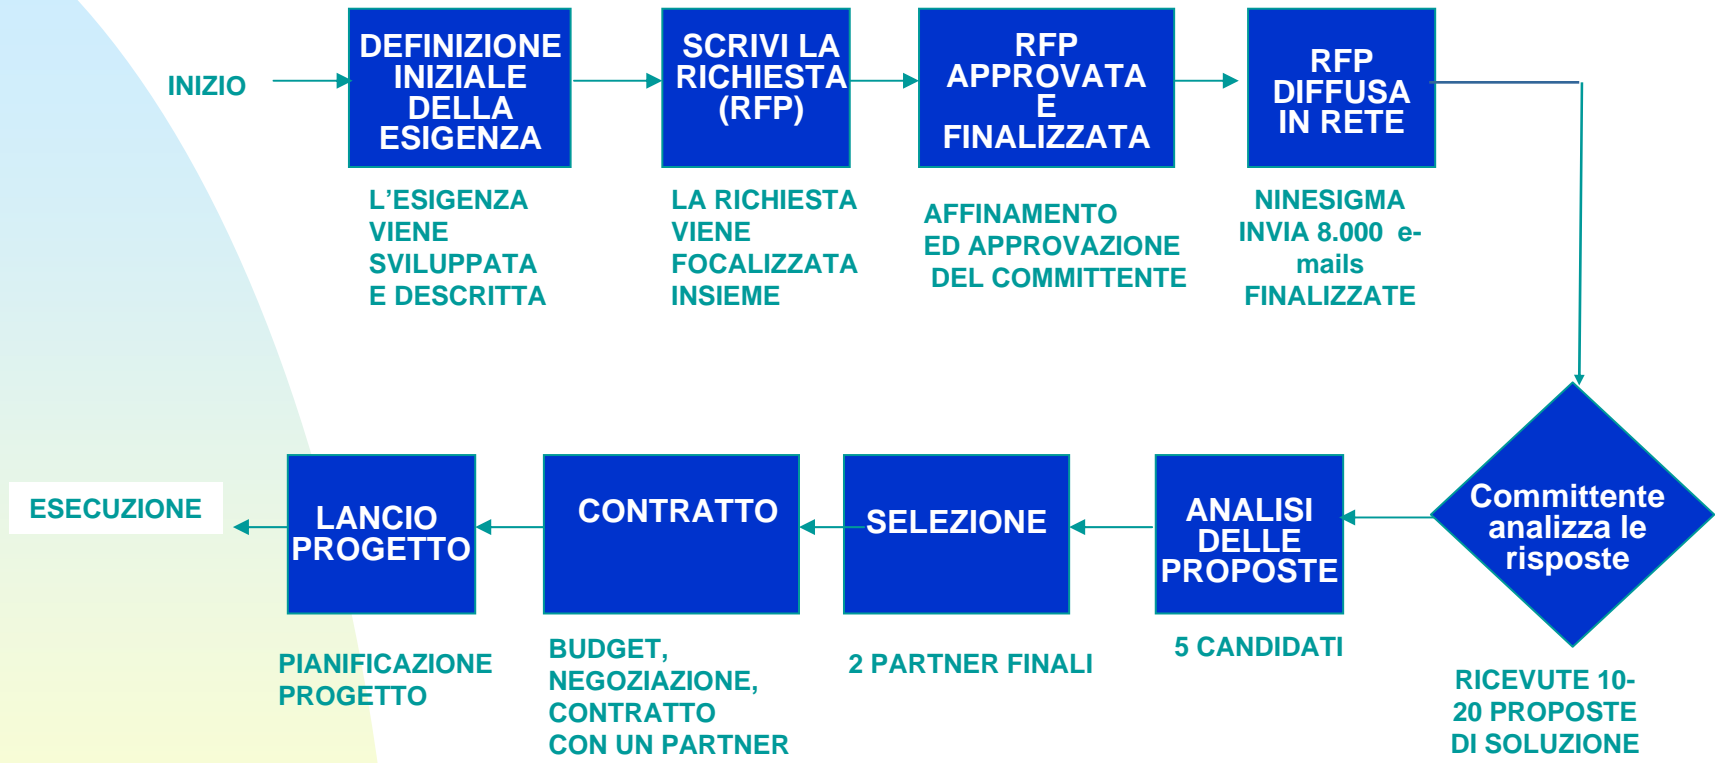 INIZIO
DEFINIZIONE
INIZIALE
DELLA
ESIGENZA
SCRIVI LA
RICHIESTA
(RFP)
RFP
APPROVATA
E
FINALIZZATA
RFP
DIFFUSA
IN RETE
L’ESIGENZA
VIENE
SVILUPPATA
E DESCRITTA
LA RICHIESTA
VIENE
FOCALIZZATA
INSIEME
AFFINAMENTO
ED APPROVAZIONE
DEL COMMITTENTE
NINESIGMA
INVIA 8.000 e-
mails
FINALIZZATE
Committente
analizza le
risposte
RICEVUTE 10-
20 PROPOSTE
DI SOLUZIONE
ANALISI
DELLE
PROPOSTE
5 CANDIDATI
SELEZIONE
2 PARTNER FINALI
CONTRATTO
BUDGET,
NEGOZIAZIONE,
CONTRATTO
CON UN PARTNER
LANCIO
PROGETTO
PIANIFICAZIONE
PROGETTO
ESECUZIONE